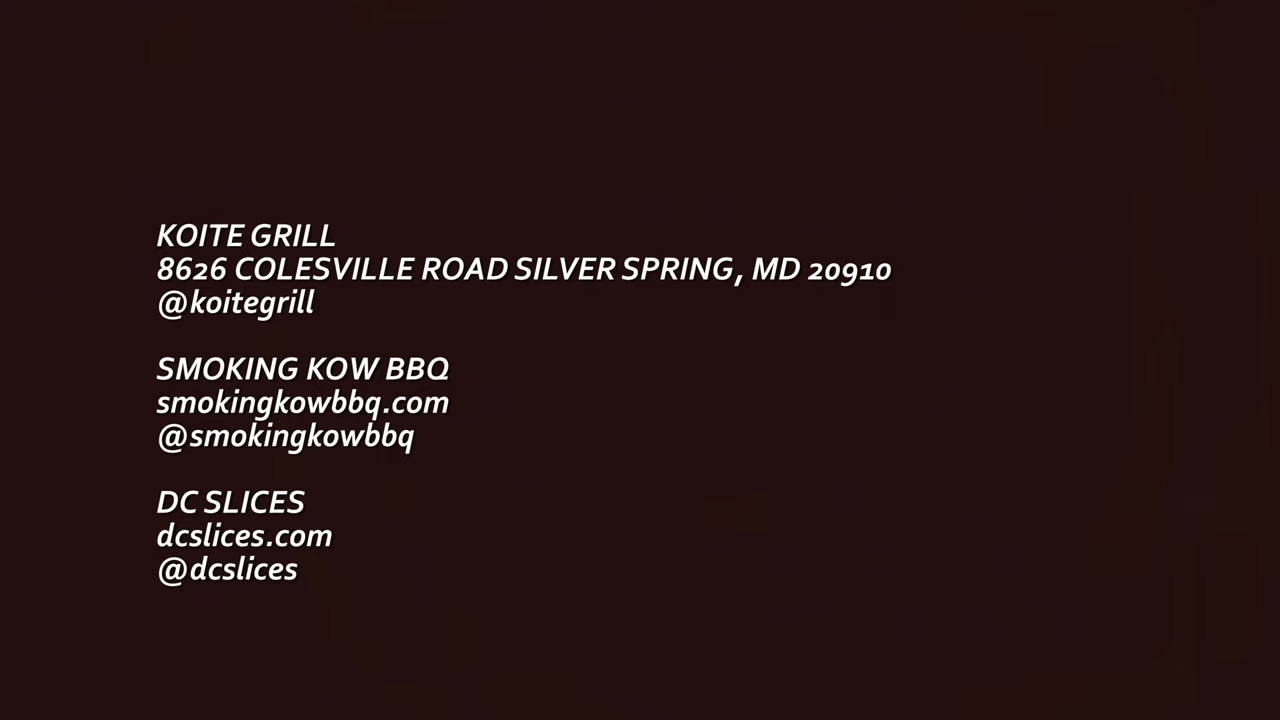 KOITE GRILL
8626 COLESVILLE ROAD SILVER SPRING, MD 20910
@koitegrill
SMOKING KOW BBQ
smokingkowbbq.com
@smokingkowbbq
DC SLICES
dcslices.com
@dcslices